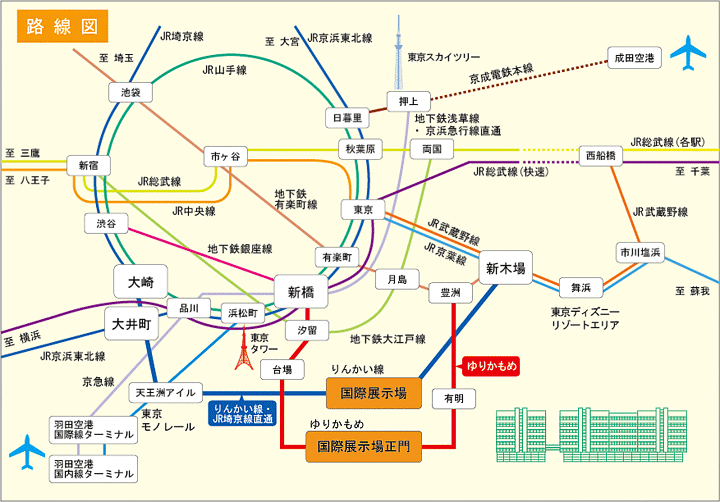 路線図
JR埼京線
至 大宮
JR京浜東北線
至 埼玉
JR山手線
東京スカイツリー
成田空港
京成電鉄本線
池袋
押上
日暮里
地下鉄浅草線
・京浜急行線直通
至 三鷹
新宿
市ヶ谷
秋葉原
両国
西船橋
JR総武線(各駅)
至 八王子
JR総武線
JR総武線(快速)
至 千葉
JR中央線
地下鉄
有楽町線
東京
渋谷
地下鉄銀座線
JR武蔵野線
JR京葉線
JR武蔵野線
有楽町
市川塩浜
大崎
新橋
月島
豊洲
新木場
舞浜
至 蘇我
大井町
品川
浜松町
汐留
東京ディズニー
リゾートエリア
至 横浜
東京
タワー
地下鉄大江戸線
JR京浜東北線
台場
りんかい線
ゆりかもめ
京急線
天王洲アイル
国際展示場
有明
東京
モノレール
りんかい線・
JR埼京線直通
ゆりかもめ
羽田空港
国際線ターミナル
国際展示場正門
羽田空港
国内線ターミナル